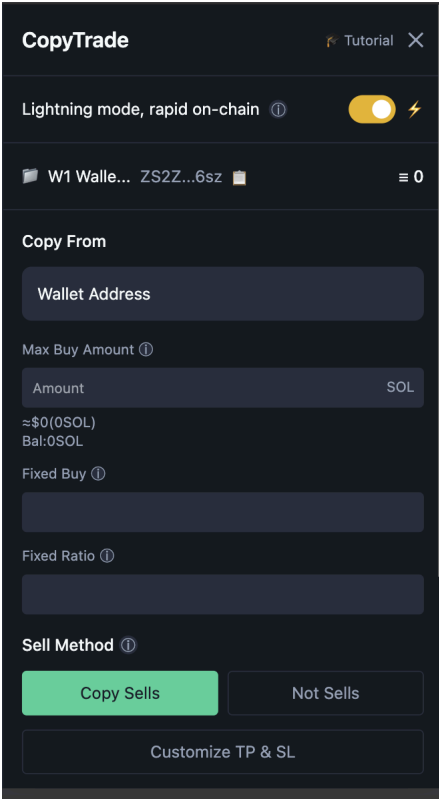 CopyTrade Tutorial
Lightning mode, rapid on-chain
W1 Walle... ZS2Z...6sz 0
Copy From
Wallet Address
Max Buy Amount
Amount SOL
≈$0(0SOL)
Bal:0SOL
Fixed Buy
Fixed Ratio
Sell Method
Copy Sells Not Sells
Customize TP & SL